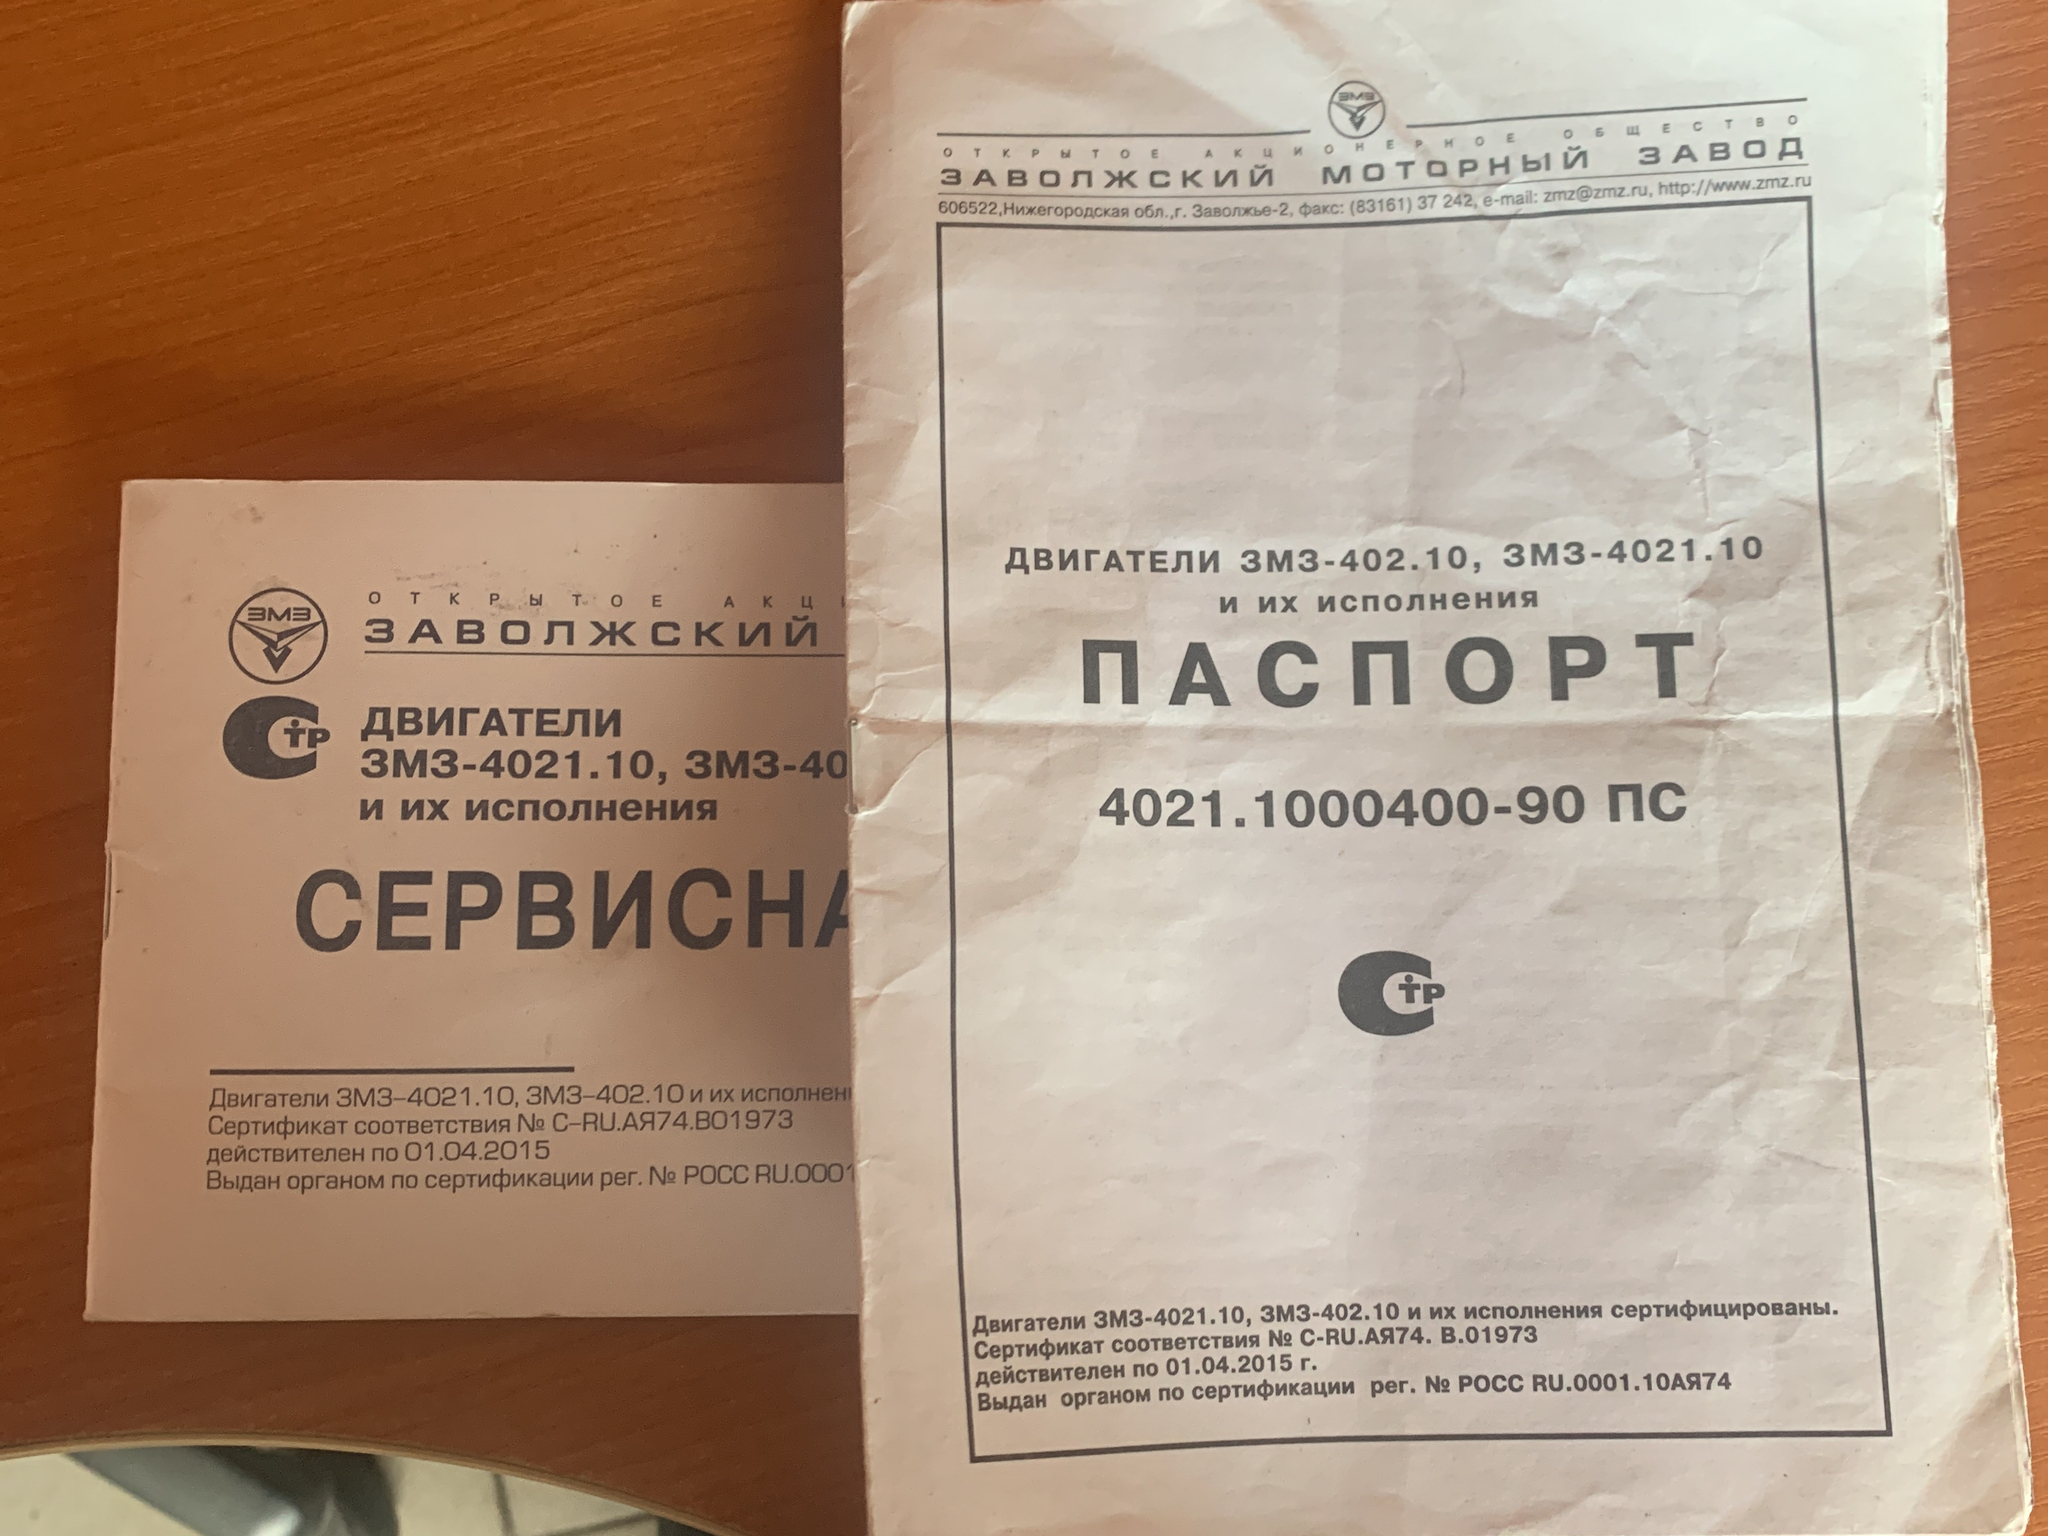 ЗМЗ
ОТКРЫТОЕ АКЦИОНЕРНОЕ ОБЩЕСТВО
ЗАВОЛЖСКИЙ МОТОРНЫЙ ЗАВОД
606522,Нижегородская обл.,г. Заволжье-2, факс: (83161) 37 242, e-mail: zmz@zmz.ru, http://www.zmz.ru
ДВИГАТЕЛИ ЗМЗ-402.10, ЗМЗ-4021.10
и их исполнения
ПАСПОРТ
4021.1000400-90 ПС
СТР
Двигатели ЗМЗ-4021.10, ЗМЗ-402.10 и их исполнения сертифицированы.
Сертификат соответствия № C-RU.АЯ74. В.01973
действителен по 01.04.2015 г.
Выдан органом по сертификации рег. № РОСС RU.0001.10АЯ74
ЗМЗ
ОТКРЫТОЕ АКЦИ
ЗАВОЛЖСКИЙ
СТР
ДВИГАТЕЛИ
ЗМЗ-4021.10, ЗМЗ-40
и их исполнения
СЕРВИСНА
Двигатели ЗМЗ–4021.10, ЗМЗ–402.10 и их исполнен
Сертификат соответствия № C–RU.АЯ74.В01973
действителен по 01.04.2015
Выдан органом по сертификации рег. № РОСС RU.0001